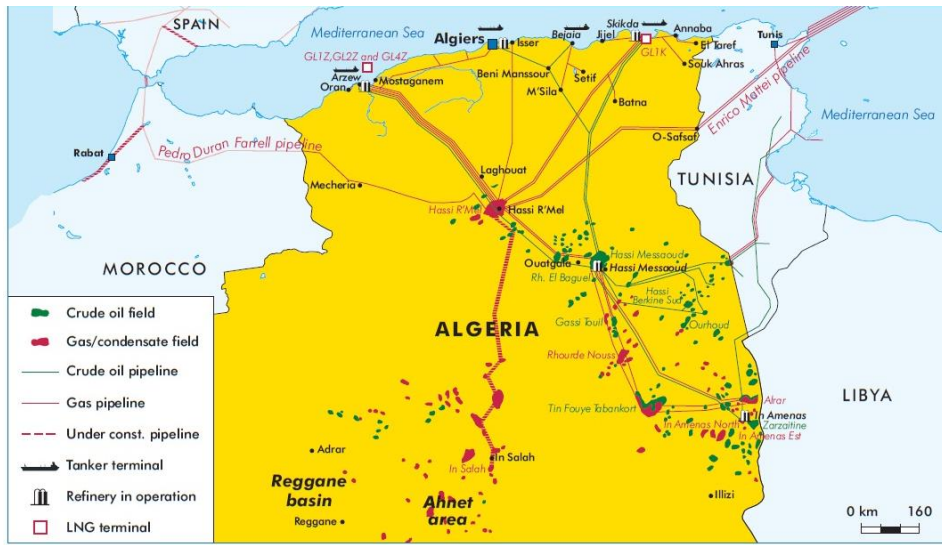 SPAIN
Mediterranean Sea
Algiers
Isser
Bejaia
Jijel
Skikda
Annaba
GL1K
El Taref
Tunis
GL1Z,GL2Z and GL4Z
Arzew
Mostaganem
Oran
Beni Manssour
Setif
Souk Ahras
M'Sila
Batna
Enrico Mattei pipeline
Mediterranean Sea
O-Safsaf
Rabat
Pedro Duran Farrell pipeline
Laghouat
Mecheria
TUNISIA
Hassi R'Mel
Hassi R'Mel
MOROCCO
Ouargla
Hassi Messaoud
Hassi Messaoud
Rh. El Baguel
Hassi
Berkine Sud
Ourhoud
Gassi Touil
ALGERIA
Rhourde Nouss
Tin Fouye Tabankort
Alrar
In Amenas
In Amenas North
Zarzaitine
In Amenas Est
LIBYA
Adrar
In Salah
In Salah
Reggane
basin
Ahnet
area
Reggane
Illizi
0 km 160
Crude oil field
Gas/condensate field
Crude oil pipeline
Gas pipeline
Under const. pipeline
Tanker terminal
Refinery in operation
LNG terminal